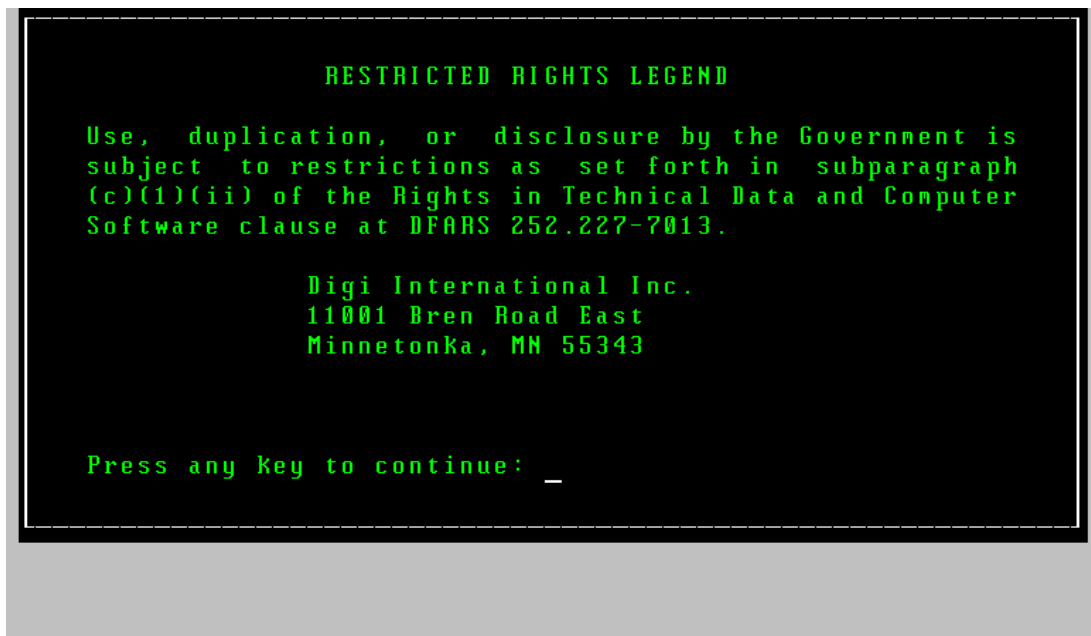 RESTRICTED RIGHTS LEGEND
Use, duplication, or disclosure by the Government is
subject to restrictions as set forth in subparagraph
(c)(1)(ii) of the Rights in Technical Data and Computer
Software clause at DFARS 252.227-7013.
Digi International Inc.
11001 Bren Road East
Minnetonka, MN 55343
Press any key to continue: _